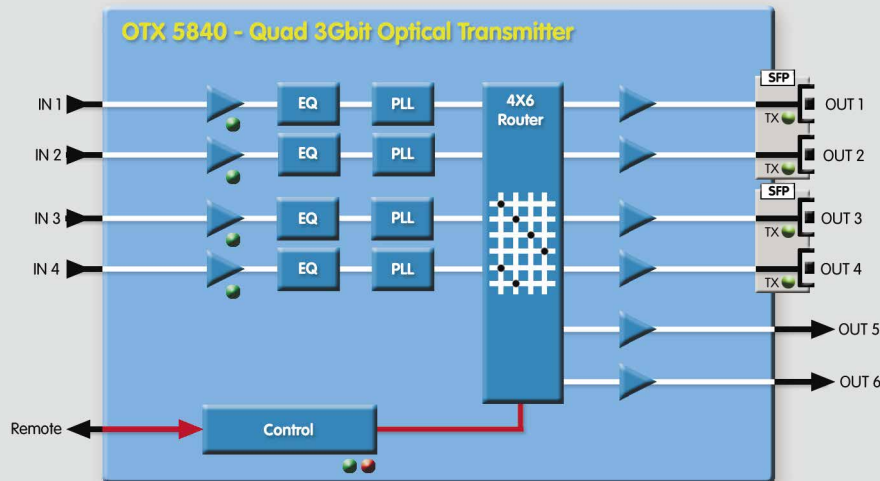 OTX 5840 - Quad 3Gbit Optical Transmitter
SFP
IN 1
EQ
PLL
4X6
Router
OUT 1
TX
IN 2
EQ
PLL
OUT 2
TX
SFP
IN 3
EQ
PLL
OUT 3
TX
IN 4
EQ
PLL
OUT 4
TX
OUT 5
OUT 6
Remote
Control